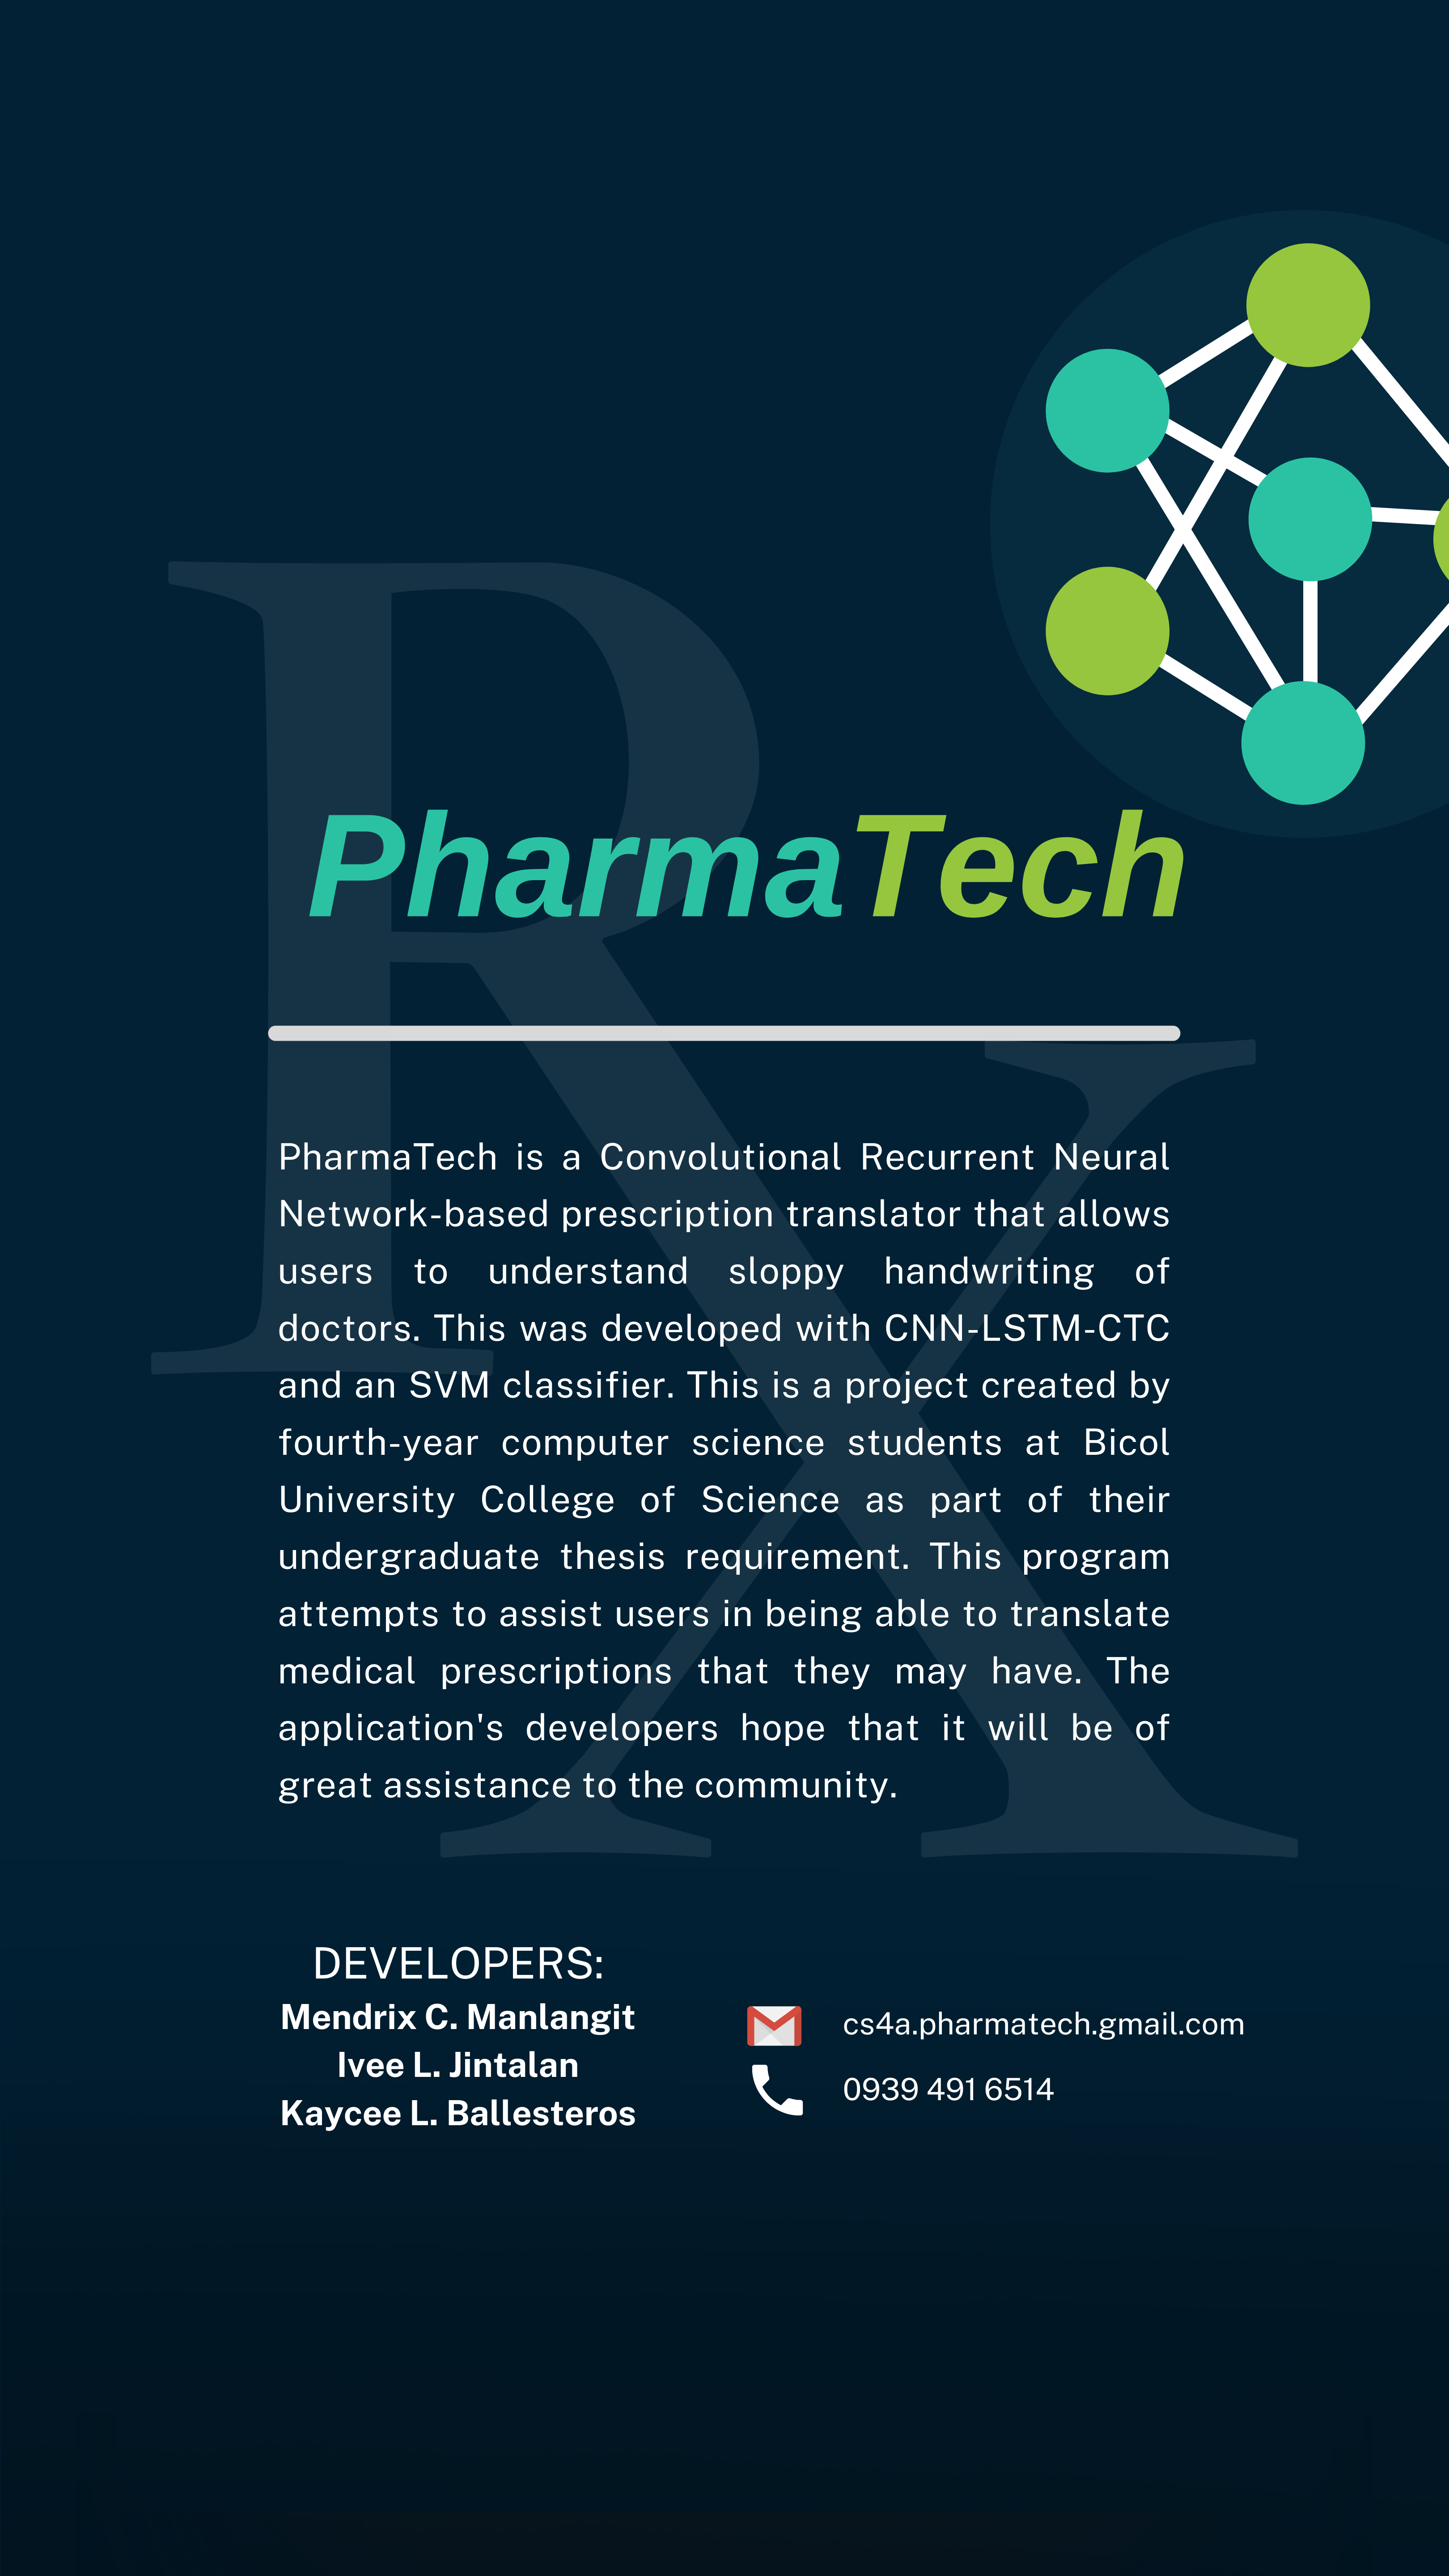 PharmaTech
PharmaTech is a Convolutional Recurrent Neural
Network-based prescription translator that allows
users to understand sloppy handwriting of
doctors. This was developed with CNN-LSTM-CTC
and an SVM classifier. This is a project created by
fourth-year computer science students at Bicol
University College of Science as part of their
undergraduate thesis requirement. This program
attempts to assist users in being able to translate
medical prescriptions that they may have. The
application's developers hope that it will be of
great assistance to the community.
DEVELOPERS:
Mendrix C. Manlangit
Ivee L. Jintalan
Kaycee L. Ballesteros
cs4a.pharmatech.gmail.com
0939 491 6514